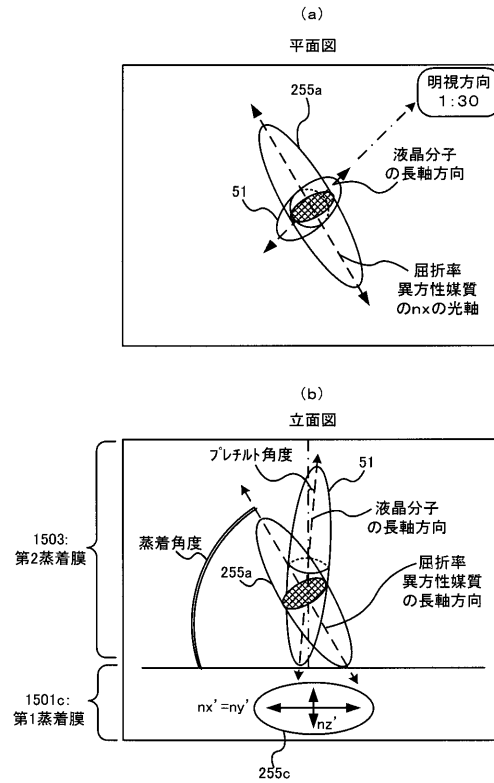 (a)
平面図
明視方向
1:30
255a
液晶分子
の長軸方向
51
屈折率
異方性媒質
のnxの光軸
(b)
立面図
プレチルト角度
51
液晶分子の
長軸方向
蒸着角度
1503:
第2蒸着膜
255a
屈折率
異方性媒質
の長軸方向
1501c:
第1蒸着膜
nx'=ny'
nz'
255c